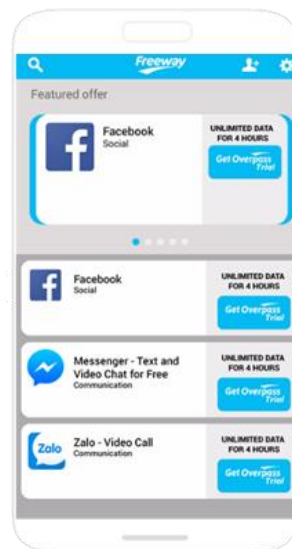 Freeway
Featured offer
Facebook
Social
UNLIMITED DATA
FOR 4 HOURS
Get Overpass
Trial
Facebook
Social
UNLIMITED DATA
FOR 4 HOURS
Get Overpass
Trial
Messenger - Text and
Video Chat for Free
Communication
UNLIMITED DATA
FOR 4 HOURS
Get Overpass
Trial
Zalo
Zalo - Video Call
Communication
UNLIMITED DATA
FOR 4 HOURS
Get Overpass
Trial